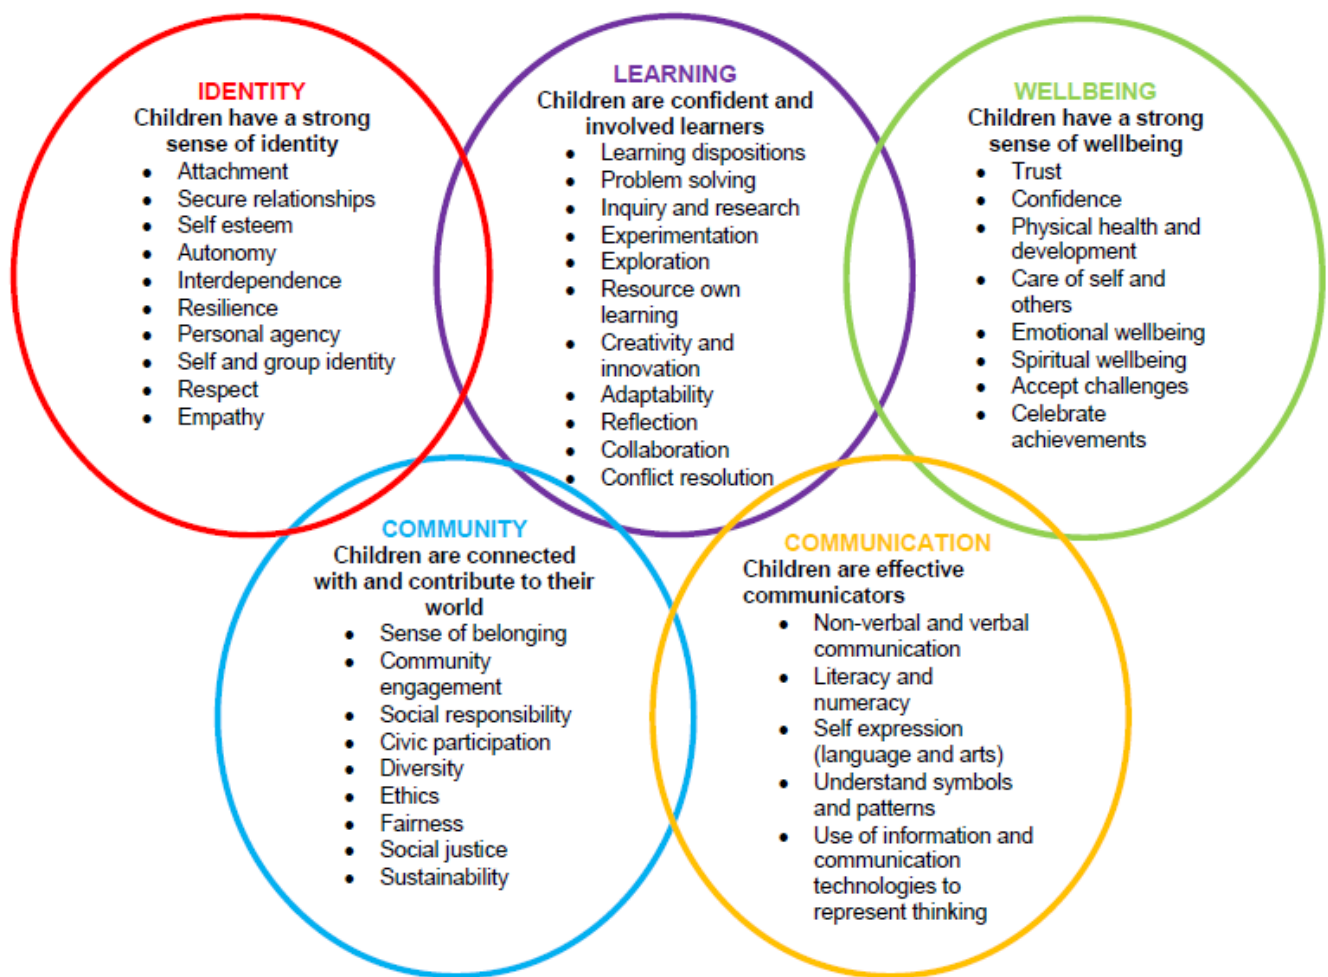 IDENTITY
Children have a strong
sense of identity
• Attachment
• Secure relationships
• Self esteem
• Autonomy
• Interdependence
• Resilience
• Personal agency
• Self and group identity
• Respect
• Empathy
LEARNING
Children are confident and
involved learners
• Learning dispositions
• Problem solving
• Inquiry and research
• Experimentation
• Exploration
• Resource own
learning
• Creativity and
innovation
• Adaptability
• Reflection
• Collaboration
• Conflict resolution
WELLBEING
Children have a strong
sense of wellbeing
• Trust
• Confidence
• Physical health and
development
• Care of self and
others
• Emotional wellbeing
• Spiritual wellbeing
• Accept challenges
• Celebrate
achievements
COMMUNITY
Children are connected
with and contribute to their
world
• Sense of belonging
• Community
engagement
• Social responsibility
• Civic participation
• Diversity
• Ethics
• Fairness
• Social justice
• Sustainability
COMMUNICATION
Children are effective
communicators
• Non-verbal and verbal
communication
• Literacy and
numeracy
• Self expression
(language and arts)
• Understand symbols
and patterns
• Use of information and
communication
technologies to
represent thinking